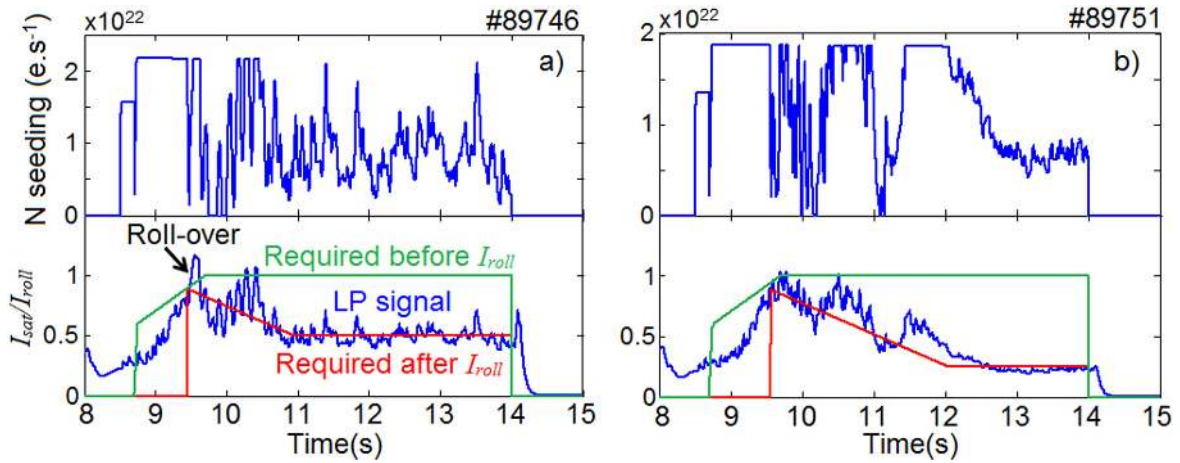 x10²² #89746
x10²² #89751
N seeding (e.s⁻¹)
2
1
0
a)
2
1
0
b)
I_sat/I_roll
1
0.5
0
Roll-over
Required before I_roll
LP signal
Required after I_roll
8 9 10 11 12 13 14 15
Time(s)
1
0.5
0
8 9 10 11 12 13 14 15
Time(s)